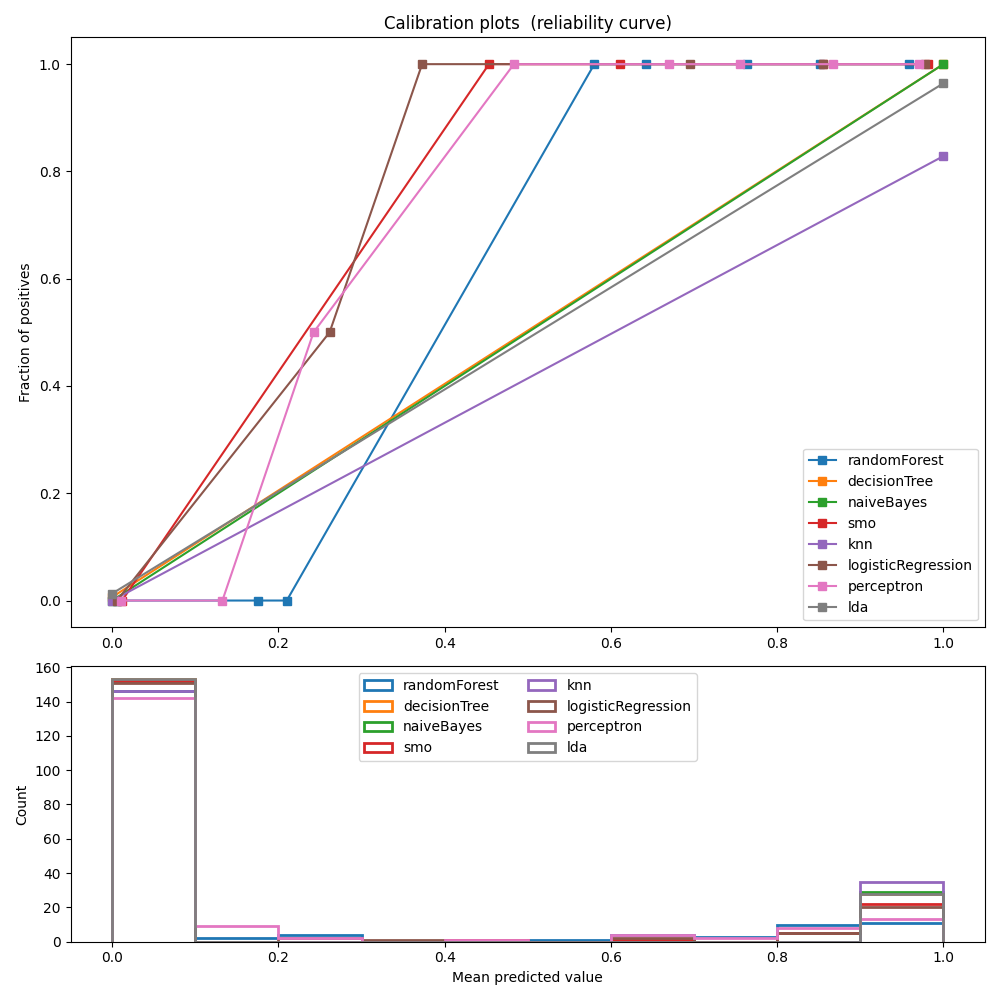 Calibration plots  (reliability curve)
1.0
0.8
0.6
0.4
0.2
0.0
Fraction of positives
randomForest
decisionTree
naiveBayes
smo
knn
logisticRegression
perceptron
lda
0.0 0.2 0.4 0.6 0.8 1.0
160
140
120
100
80
60
40
20
0
Count
randomForest knn
decisionTree logisticRegression
naiveBayes perceptron
smo lda
0.0 0.2 0.4 0.6 0.8 1.0
Mean predicted value